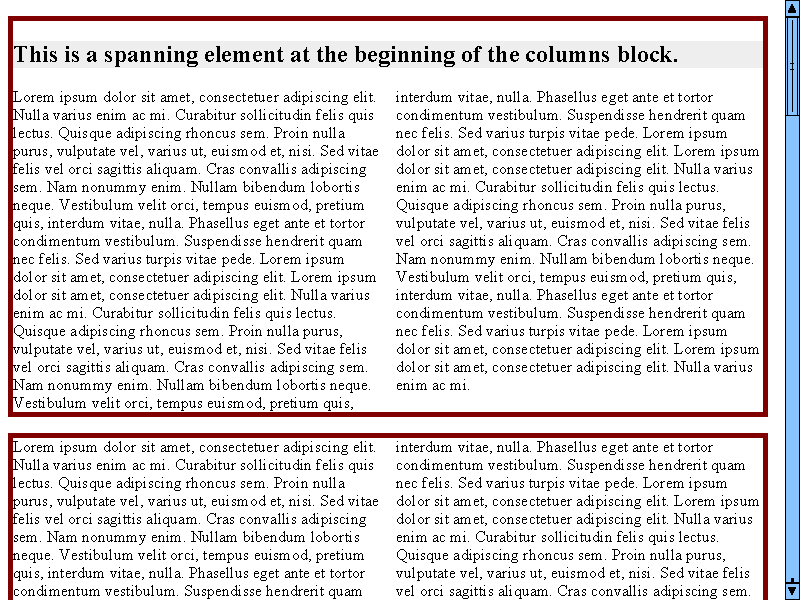 This is a spanning element at the beginning of the columns block.
Lorem ipsum dolor sit amet, consectetuer adipiscing elit.
Nulla varius enim ac mi. Curabitur sollicitudin felis quis
lectus. Quisque adipiscing rhoncus sem. Proin nulla
purus, vulputate vel, varius ut, euismod et, nisi. Sed vitae
felis vel orci sagittis aliquam. Cras convallis adipiscing
sem. Nam nonummy enim. Nullam bibendum lobortis
neque. Vestibulum velit orci, tempus euismod, pretium
quis, interdum vitae, nulla. Phasellus eget ante et tortor
condimentum vestibulum. Suspendisse hendrerit quam
nec felis. Sed varius turpis vitae pede. Lorem ipsum
dolor sit amet, consectetuer adipiscing elit. Lorem ipsum
dolor sit amet, consectetuer adipiscing elit. Nulla varius
enim ac mi. Curabitur sollicitudin felis quis lectus.
Quisque adipiscing rhoncus sem. Proin nulla purus,
vulputate vel, varius ut, euismod et, nisi. Sed vitae felis
vel orci sagittis aliquam. Cras convallis adipiscing sem.
Nam nonummy enim. Nullam bibendum lobortis neque.
Vestibulum velit orci, tempus euismod, pretium quis,
interdum vitae, nulla. Phasellus eget ante et tortor
condimentum vestibulum. Suspendisse hendrerit quam
nec felis. Sed varius turpis vitae pede. Lorem ipsum
dolor sit amet, consectetuer adipiscing elit. Lorem ipsum
dolor sit amet, consectetuer adipiscing elit. Nulla varius
enim ac mi. Curabitur sollicitudin felis quis lectus.
Quisque adipiscing rhoncus sem. Proin nulla purus,
vulputate vel, varius ut, euismod et, nisi. Sed vitae felis
vel orci sagittis aliquam. Cras convallis adipiscing sem.
Nam nonummy enim. Nullam bibendum lobortis neque.
Vestibulum velit orci, tempus euismod, pretium quis,
interdum vitae, nulla. Phasellus eget ante et tortor
condimentum vestibulum. Suspendisse hendrerit quam
nec felis. Sed varius turpis vitae pede. Lorem ipsum
dolor sit amet, consectetuer adipiscing elit. Lorem ipsum
dolor sit amet, consectetuer adipiscing elit. Nulla varius
enim ac mi.
Lorem ipsum dolor sit amet, consectetuer adipiscing elit.
Nulla varius enim ac mi. Curabitur sollicitudin felis quis
lectus. Quisque adipiscing rhoncus sem. Proin nulla
purus, vulputate vel, varius ut, euismod et, nisi. Sed vitae
felis vel orci sagittis aliquam. Cras convallis adipiscing
sem. Nam nonummy enim. Nullam bibendum lobortis
neque. Vestibulum velit orci, tempus euismod, pretium
quis, interdum vitae, nulla. Phasellus eget ante et tortor
condimentum vestibulum. Suspendisse hendrerit quam
interdum vitae, nulla. Phasellus eget ante et tortor
condimentum vestibulum. Suspendisse hendrerit quam
nec felis. Sed varius turpis vitae pede. Lorem ipsum
dolor sit amet, consectetuer adipiscing elit. Lorem ipsum
dolor sit amet, consectetuer adipiscing elit. Nulla varius
enim ac mi. Curabitur sollicitudin felis quis lectus.
Quisque adipiscing rhoncus sem. Proin nulla purus,
vulputate vel, varius ut, euismod et, nisi. Sed vitae felis
vel orci sagittis aliquam. Cras convallis adipiscing sem.